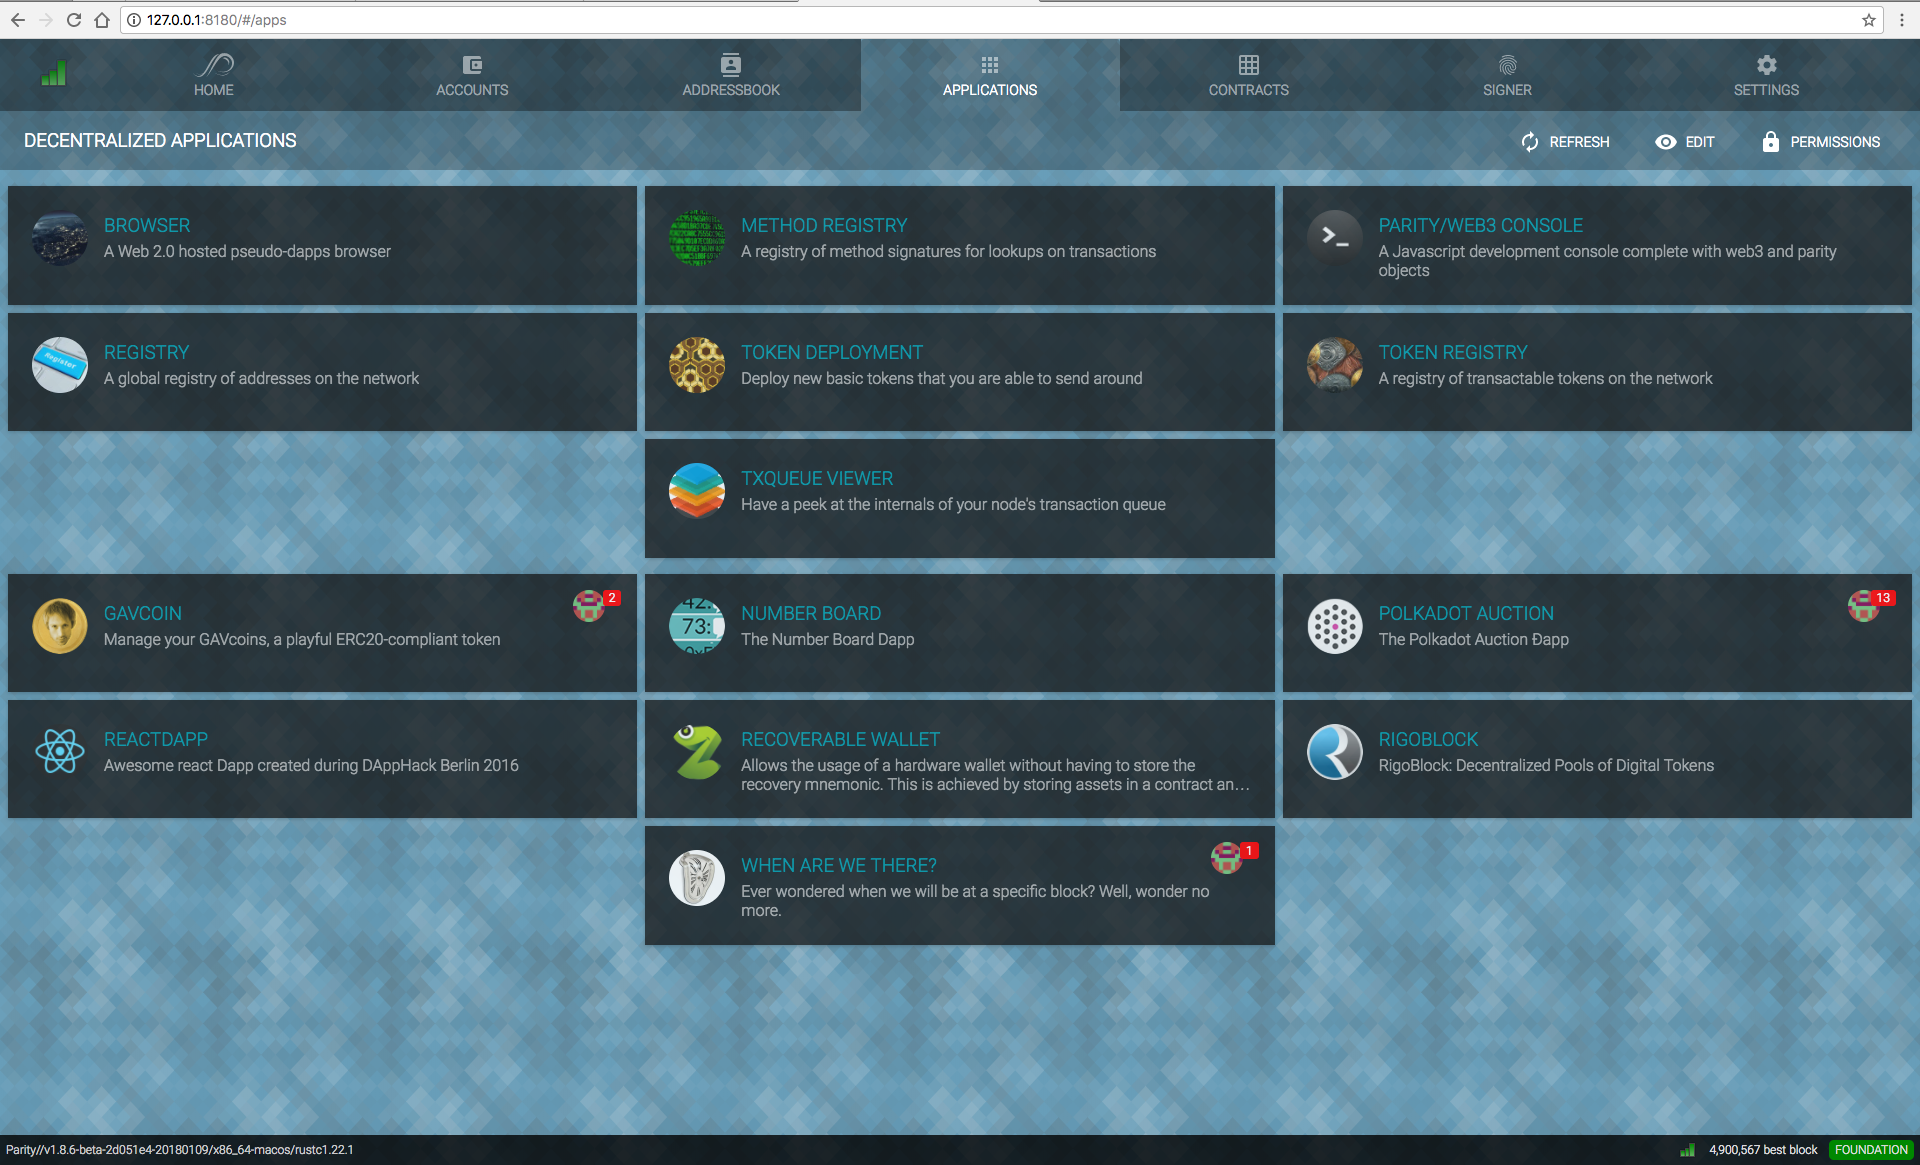 127.0.0.1:8180/#/apps
HOME
ACCOUNTS
ADDRESSBOOK
APPLICATIONS
CONTRACTS
SIGNER
SETTINGS
DECENTRALIZED APPLICATIONS
REFRESH
EDIT
PERMISSIONS
BROWSER
A Web 2.0 hosted pseudo-dapps browser
METHOD REGISTRY
A registry of method signatures for lookups on transactions
PARITY/WEB3 CONSOLE
A Javascript development console complete with web3 and parity
objects
Register
REGISTRY
A global registry of addresses on the network
TOKEN DEPLOYMENT
Deploy new basic tokens that you are able to send around
TOKEN REGISTRY
A registry of transactable tokens on the network
TXQUEUE VIEWER
Have a peek at the internals of your node's transaction queue
GAVCOIN
2
Manage your GAVcoins, a playful ERC20-compliant token
73:
NUMBER BOARD
The Number Board Dapp
POLKADOT AUCTION
13
The Polkadot Auction Đapp
REACTDAPP
Awesome react Dapp created during DAppHack Berlin 2016
RECOVERABLE WALLET
Allows the usage of a hardware wallet without having to store the
recovery mnemonic. This is achieved by storing assets in a contract an...
RIGOBLOCK
RigoBlock: Decentralized Pools of Digital Tokens
WHEN ARE WE THERE?
1
Ever wondered when we will be at a specific block? Well, wonder no
more.
Parity//v1.8.6-beta-2d051e4-20180109/x86_64-macos/rustc1.22.1
4,900,567 best block
FOUNDATION